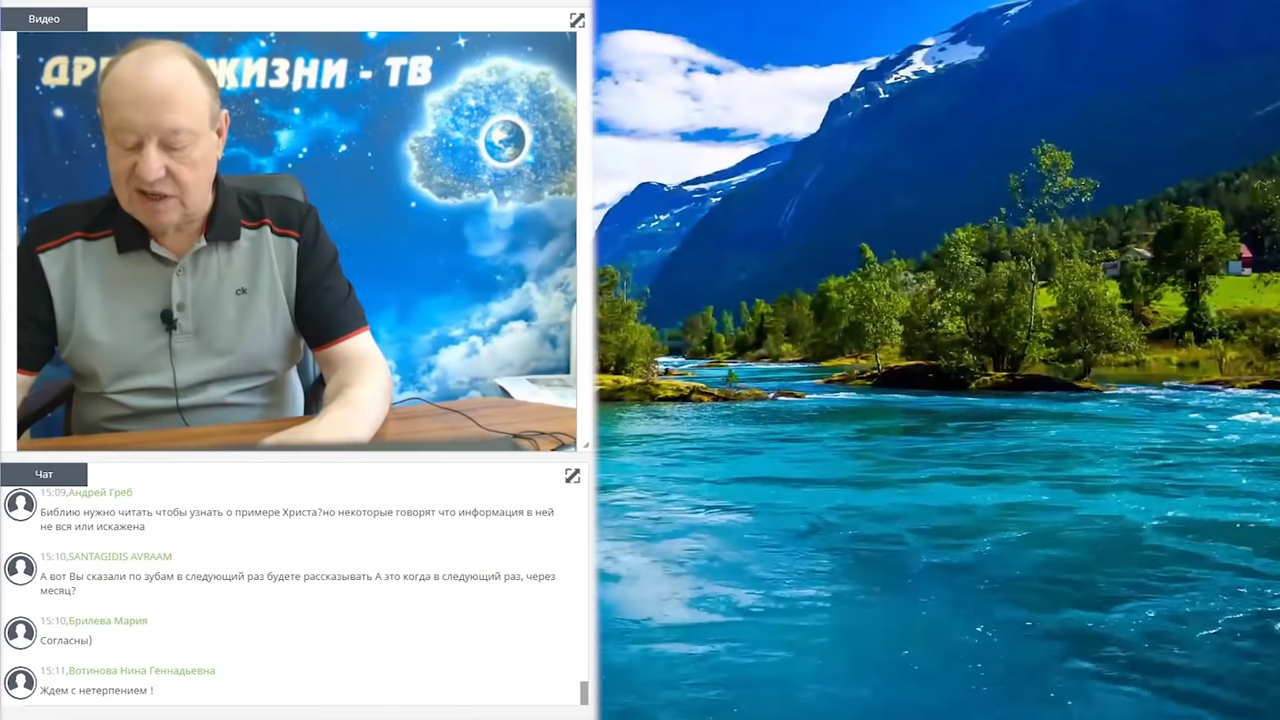 Видео
ЖИЗНИ - ТВ
ck
Чат
15:09,Андрей Греб
Библию нужно читать чтобы узнать о примере Христа?но некоторые говорят что информация в ней
не вся или искажена
15:10,SANTAGIDIS AVRAAM
А вот Вы сказали по зубам в следующий раз будете рассказывать А это когда в следующий раз, через
месяц?
15:10,Брилева Мария
Согласны)
15:11,Вотинова Нина Геннадьевна
Ждем с нетерпением !